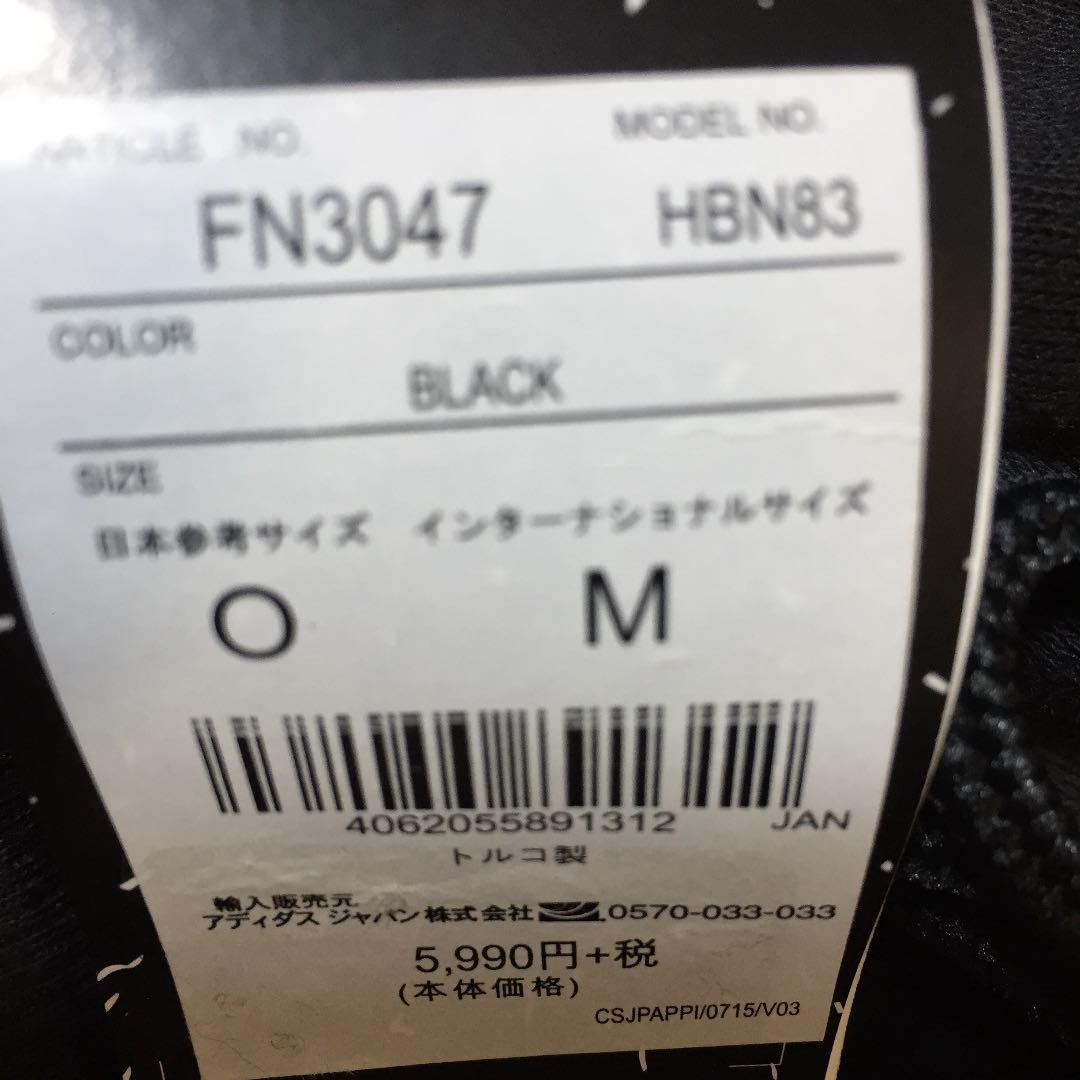 ARTICLE NO. MODEL NO.
FN3047 HBN83
COLOR
BLACK
SIZE
日本参考サイズ インターナショナルサイズ
O M
4062055891312 JAN
トルコ製
輸入販売元
アディダス ジャパン株式会社 0570-033-033
5,990円+税
(本体価格)
CSJPAPPI/0715/V03